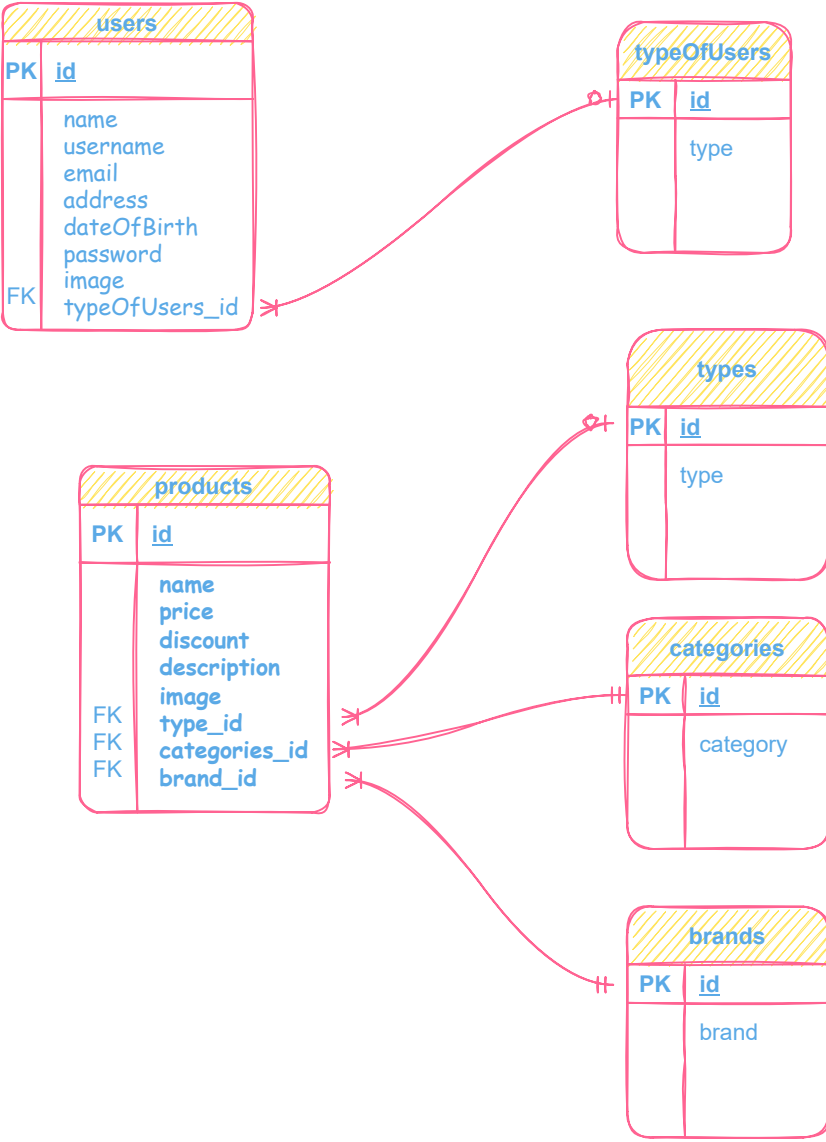 users
PK id
name
username
email
address
dateOfBirth
password
image
FK typeOfUsers_id
typeOfUsers
PK id
type
types
PK id
type
products
PK id
name
price
discount
description
image
FK type_id
FK categories_id
FK brand_id
categories
PK id
category
brands
PK id
brand